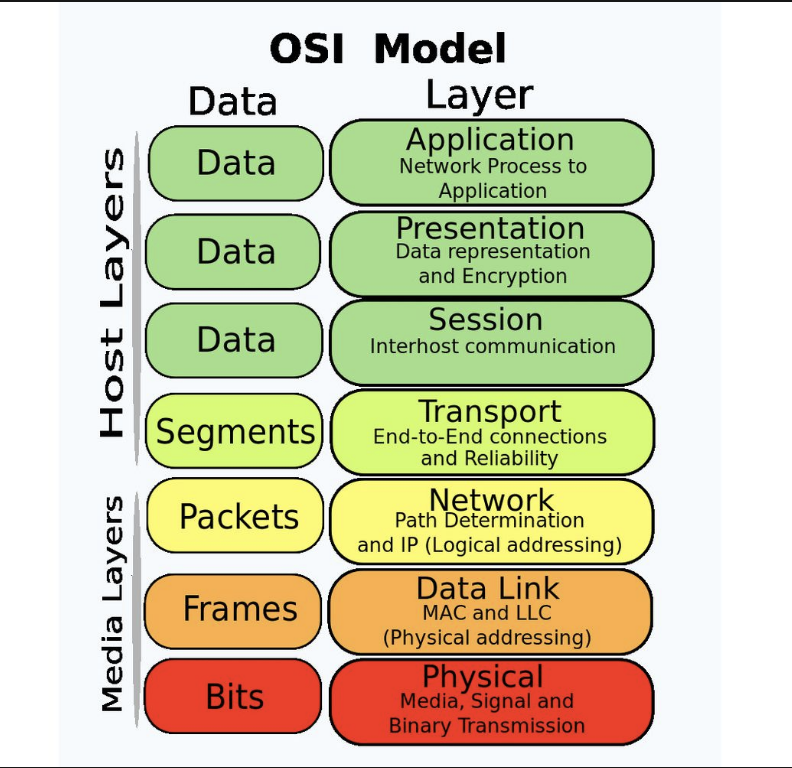 OSI Model
Data
Layer
Host Layers
Data
Application
Network Process to
Application
Data
Presentation
Data representation
and Encryption
Data
Session
Interhost communication
Segments
Transport
End-to-End connections
and Reliability
Media Layers
Packets
Network
Path Determination
and IP (Logical addressing)
Frames
Data Link
MAC and LLC
(Physical addressing)
Bits
Physical
Media, Signal and
Binary Transmission